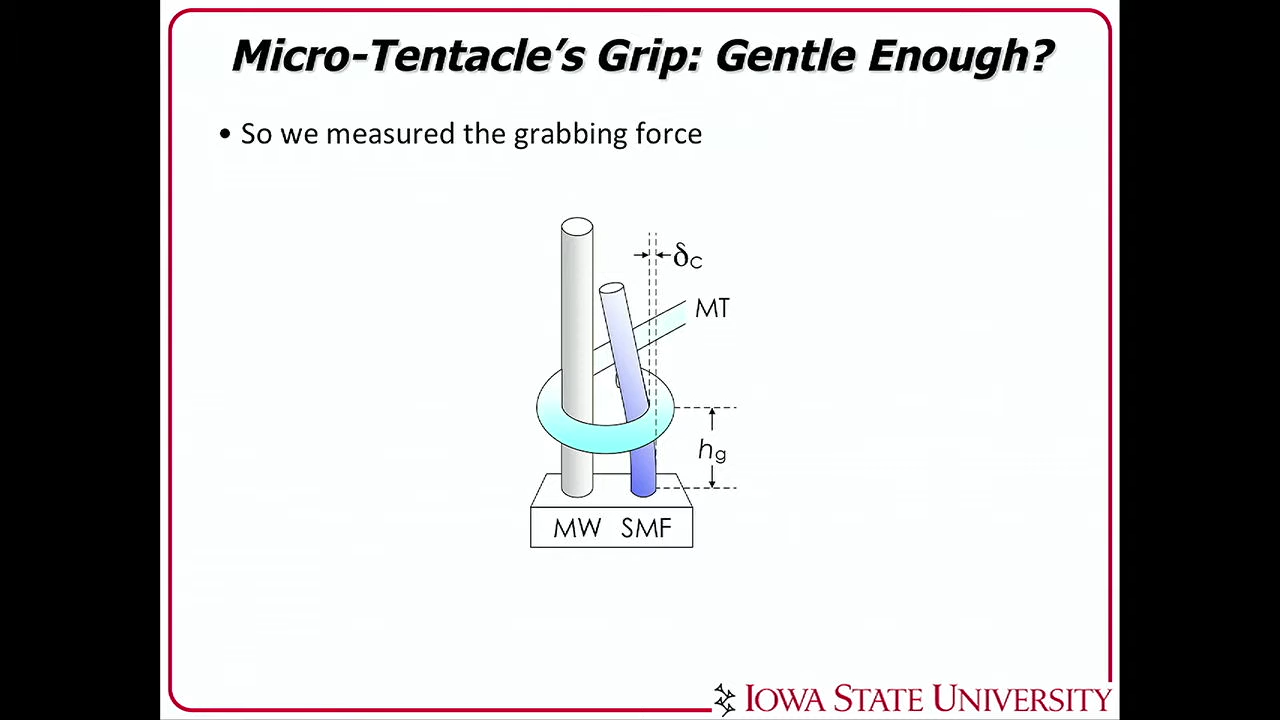 Micro-Tentacle's Grip: Gentle Enough?
• So we measured the grabbing force
δc
MT
hg
MW SMF
IOWA STATE UNIVERSITY